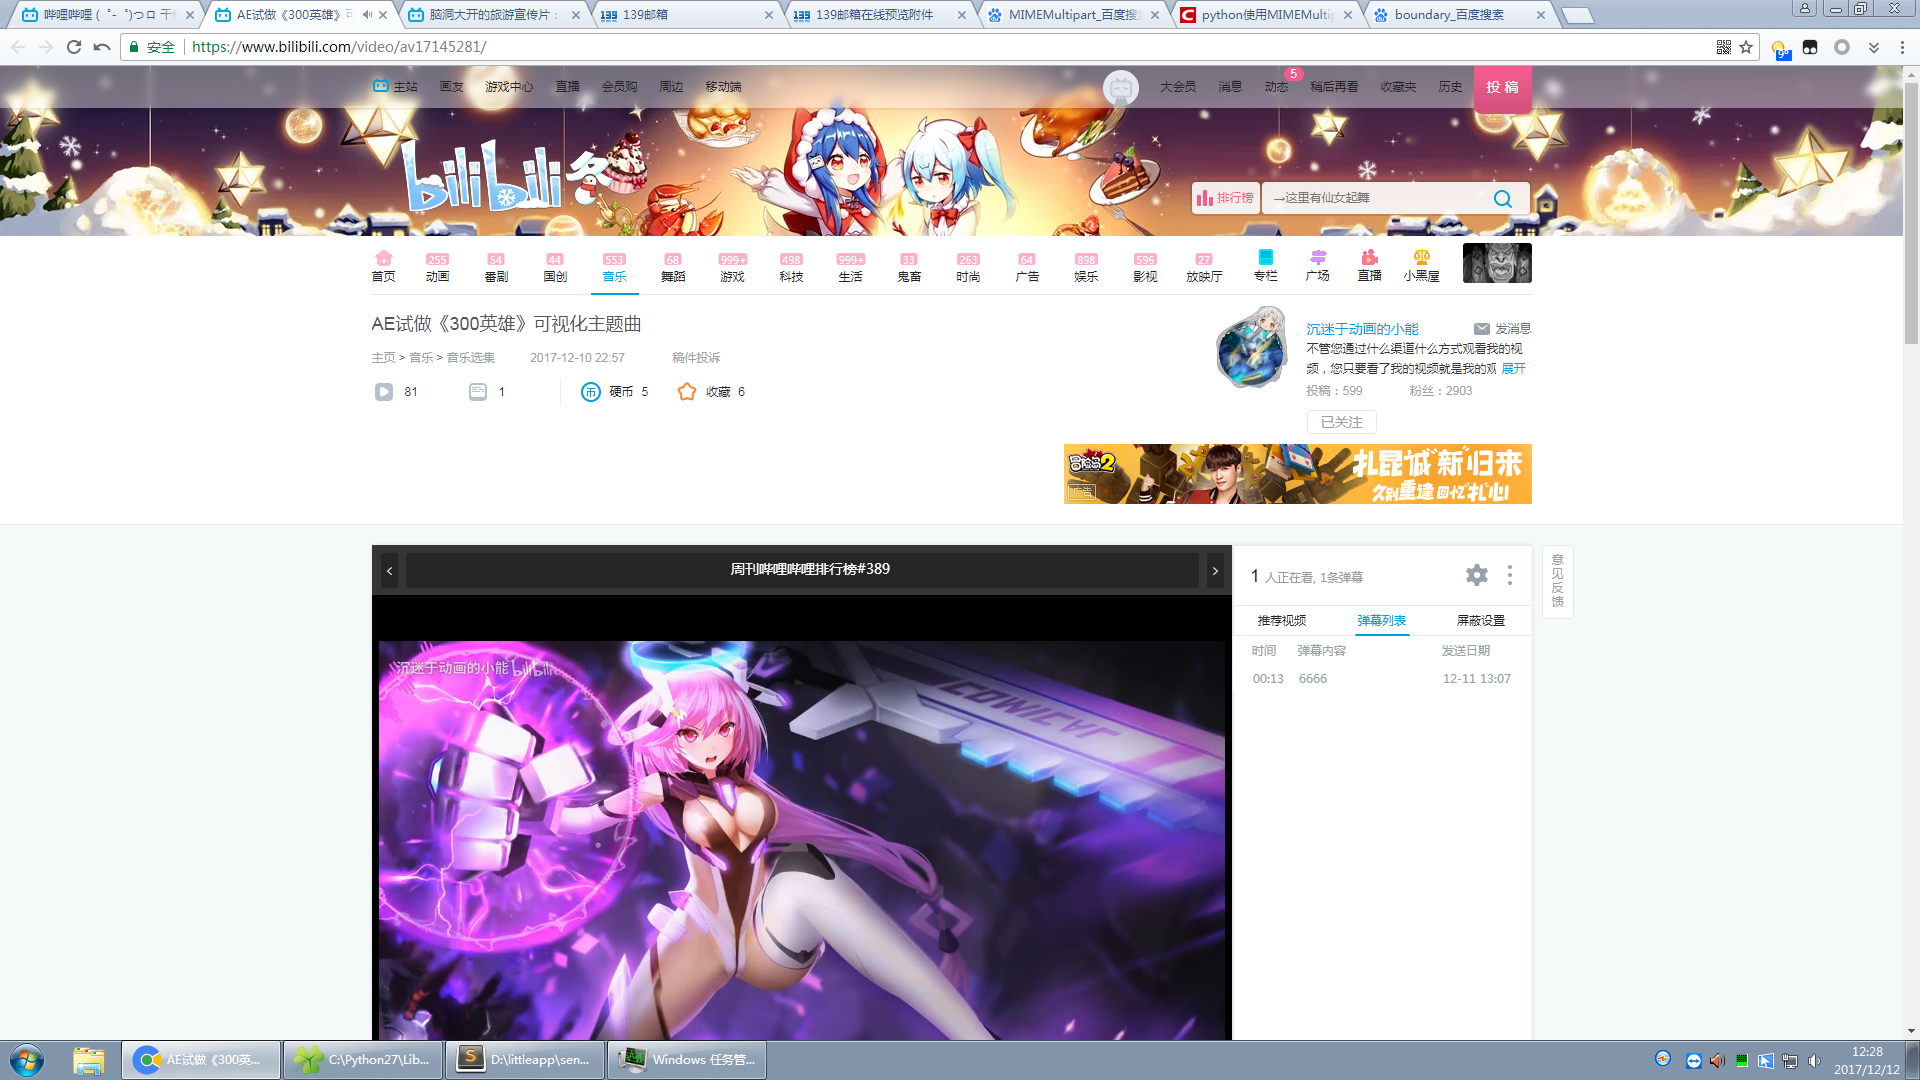 哔哩哔哩 ( ゜- ゜)つロ 干
AE试做《300英雄》可
脑洞大开的旅游宣传片：
139邮箱
139邮箱在线预览附件
MIMEMultipart_百度搜
python使用MIMEMultip
boundary_百度搜索
安全
https://www.bilibili.com/video/av17145281/
9°
主站 画友 游戏中心 直播 会员购 周边 移动端
大会员 消息 动态 5 稍后再看 收藏夹 历史 投 稿
bilibili 冬
排行榜 →这里有仙女起舞
255 54 44 553 68 999+ 498 999+ 33 263 64 898 596 27
首页 动画 番剧 国创 音乐 舞蹈 游戏 科技 生活 鬼畜 时尚 广告 娱乐 影视 放映厅 专栏 广场 直播 小黑屋
AE试做《300英雄》可视化主题曲
主页 > 音乐 > 音乐选集 2017-12-10 22:57 稿件投诉
81 1 硬币 5 收藏 6
沉迷于动画的小能 发消息
不管您通过什么渠道什么方式观看我的视
频，您只要看了我的视频就是我的观 展开
投稿：599 粉丝：2903
已关注
冒险岛2
广告
扎昆诚“新”归来
久别重逢 回忆“扎”心
< 周刊哔哩哔哩排行榜#389 >
1 人正在看, 1条弹幕
意见反馈
推荐视频 弹幕列表 屏蔽设置
时间 弹幕内容 发送日期
00:13 6666 12-11 13:07
沉迷于动画的小能 bilibili
AE试做《300英...
C:\Python27\Lib...
D:\littleapp\sen...
Windows 任务管...
12:28
2017/12/12